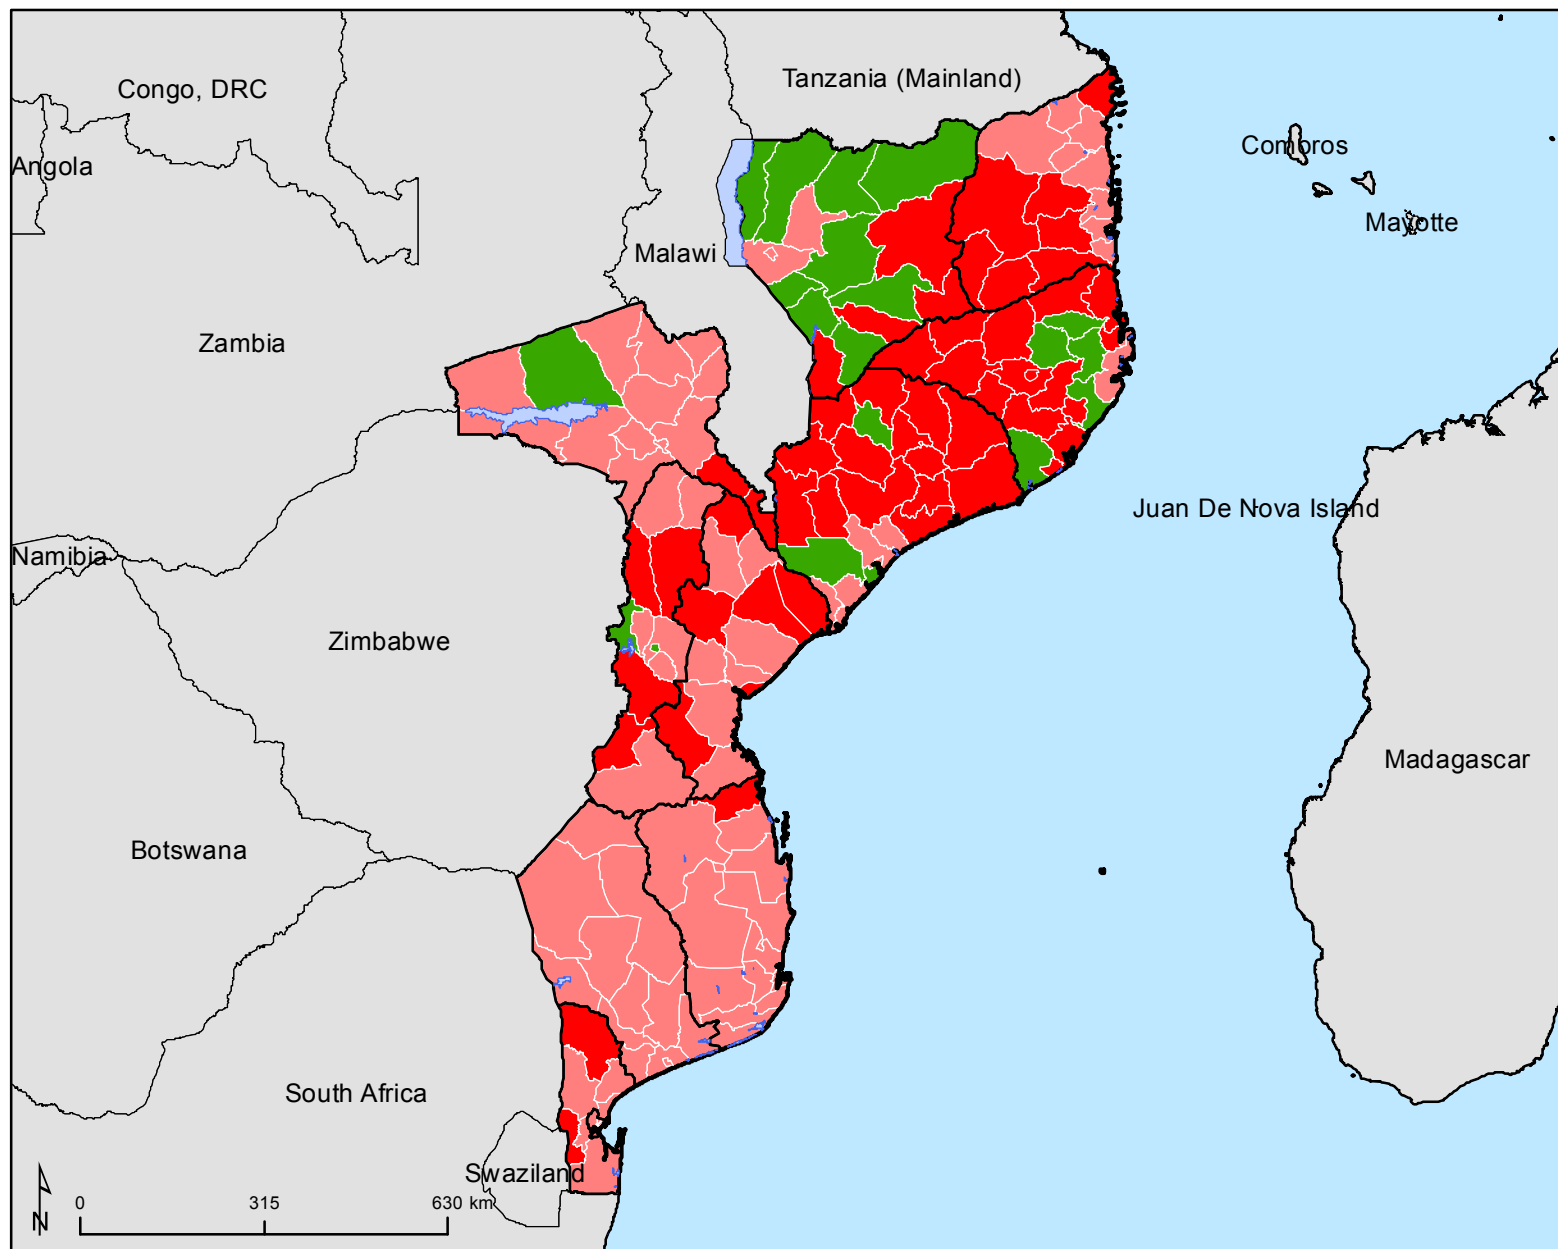 Tanzania (Mainland)
Congo, DRC
Comoros
Angola
Mayotte
Malawi
Zambia
Juan De Nova Island
Namibia
Zimbabwe
Madagascar
Botswana
South Africa
Swaziland
0 315 630 km
N